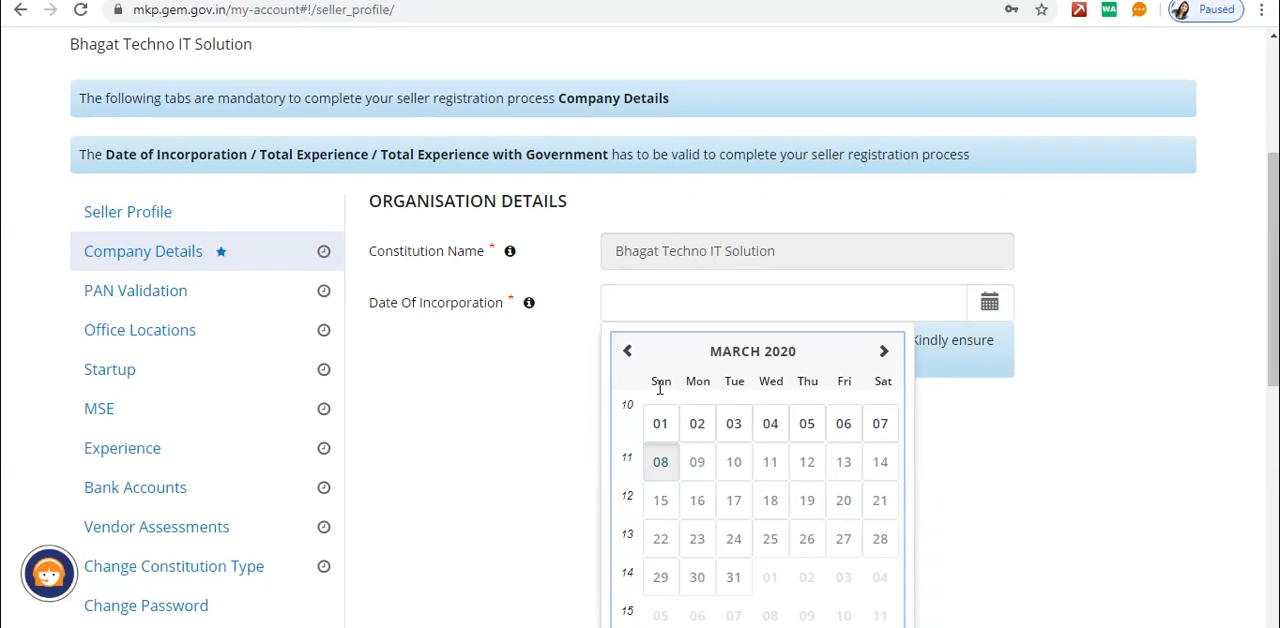 mkp.gem.gov.in/my-account#!/seller_profile/
WA
Paused
Bhagat Techno IT Solution
The following tabs are mandatory to complete your seller registration process Company Details
The Date of Incorporation / Total Experience / Total Experience with Government has to be valid to complete your seller registration process
Seller Profile
Company Details
PAN Validation
Office Locations
Startup
MSE
Experience
Bank Accounts
Vendor Assessments
Change Constitution Type
Change Password
ORGANISATION DETAILS
Constitution Name *
Bhagat Techno IT Solution
Date Of Incorporation *
Kindly ensure
MARCH 2020
Sun Mon Tue Wed Thu Fri Sat
10 01 02 03 04 05 06 07
11 08 09 10 11 12 13 14
12 15 16 17 18 19 20 21
13 22 23 24 25 26 27 28
14 29 30 31 01 02 03 04
15 05 06 07 08 09 10 11